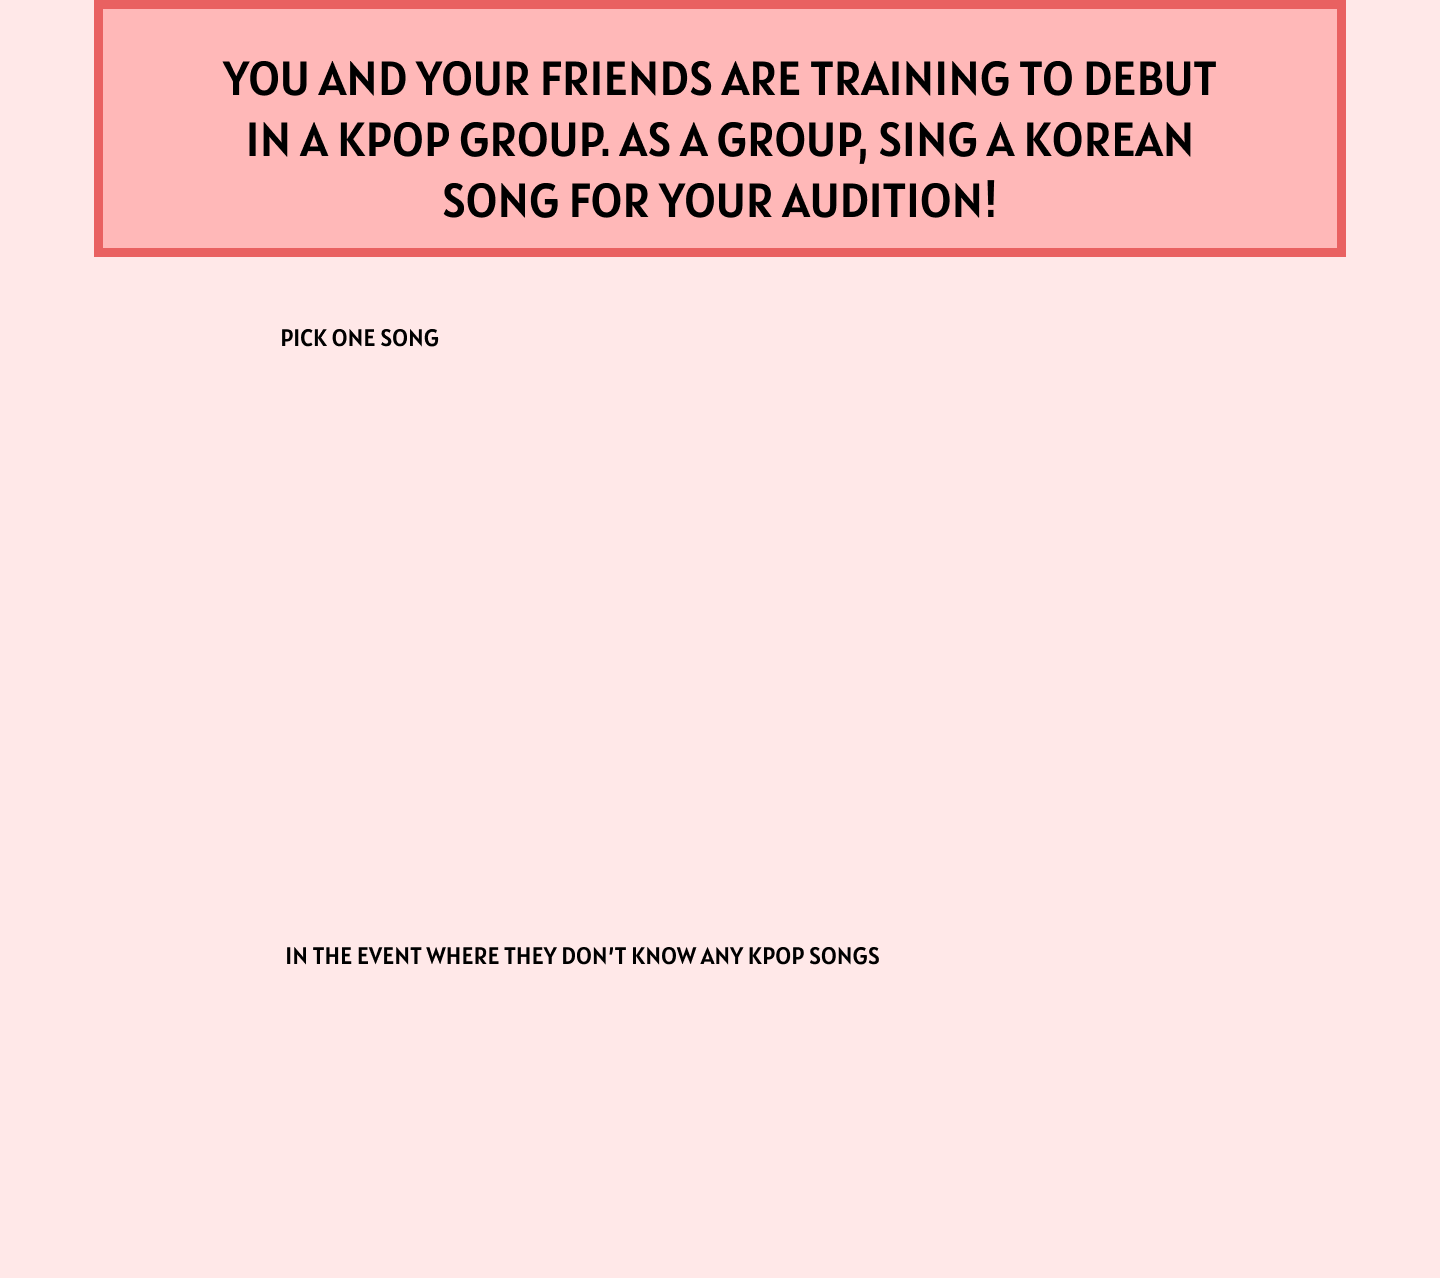 YOU AND YOUR FRIENDS ARE TRAINING TO DEBUT
IN A KPOP GROUP. AS A GROUP, SING A KOREAN
SONG FOR YOUR AUDITION!
PICK ONE SONG
IN THE EVENT WHERE THEY DON'T KNOW ANY KPOP SONGS